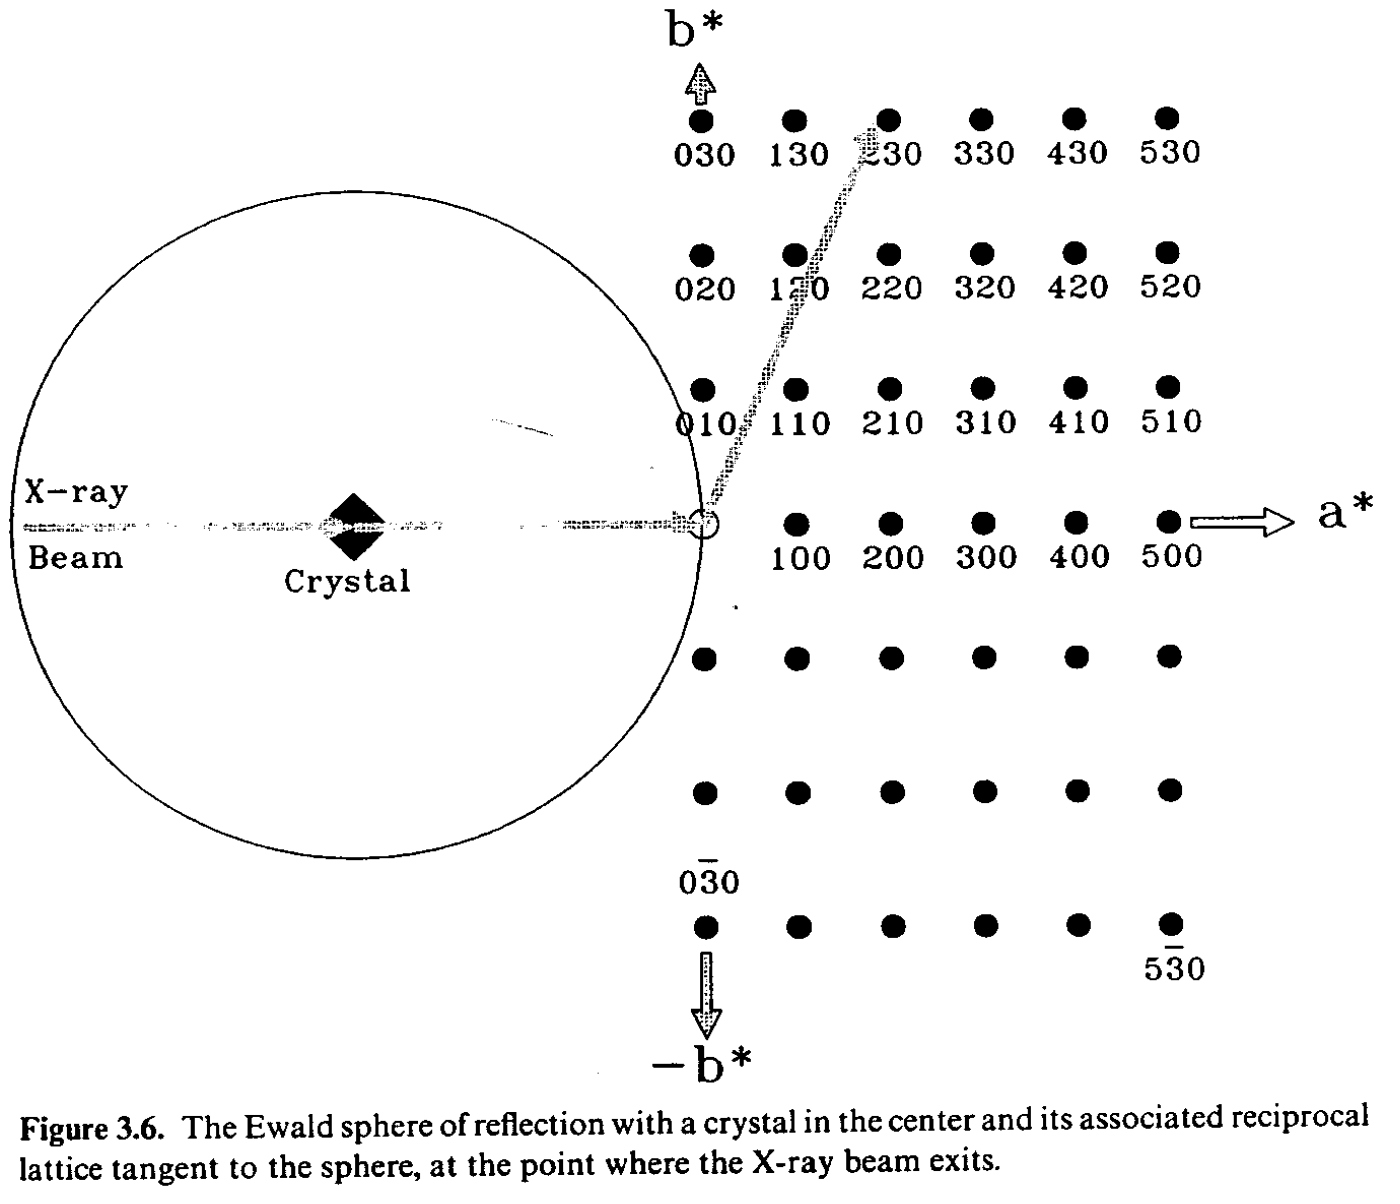 b*
030 130 230 330 430 530
020 120 220 320 420 520
010 110 210 310 410 510
X-ray
Beam
Crystal
100 200 300 400 500
a*
03̅0
53̅0
-b*
Figure 3.6. The Ewald sphere of reflection with a crystal in the center and its associated reciprocal
lattice tangent to the sphere, at the point where the X-ray beam exits.